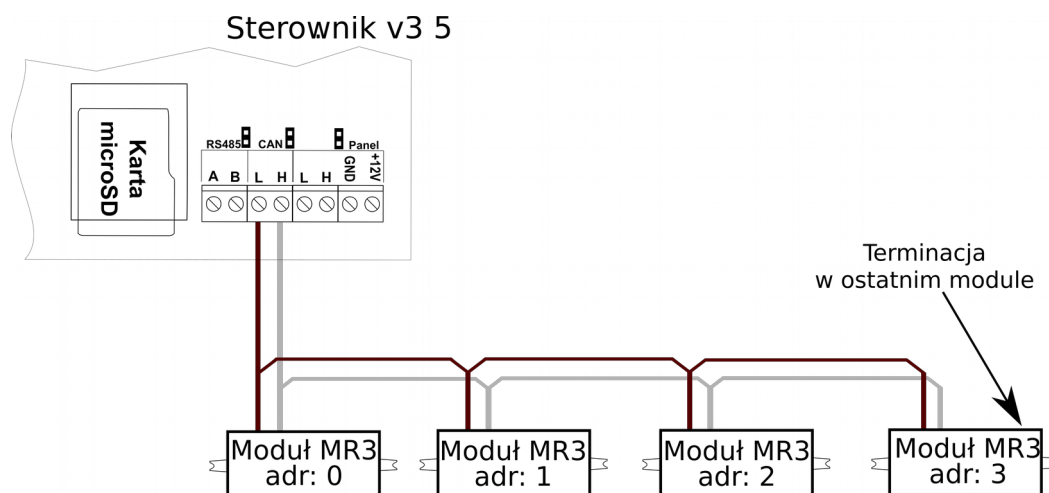 Sterownik v3 5
Karta
microSD
RS485 CAN Panel
A B L H L H GND +12V
Terminacja
w ostatnim module
Moduł MR3
adr: 0
Moduł MR3
adr: 1
Moduł MR3
adr: 2
Moduł MR3
adr: 3